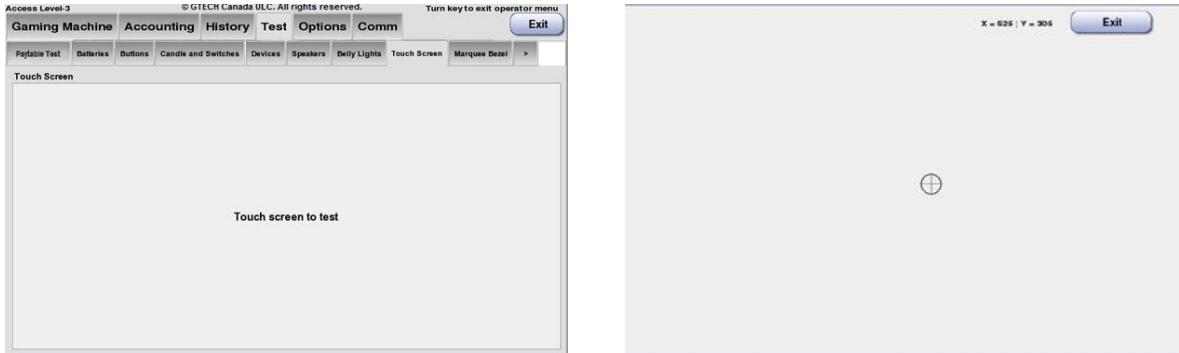 Access Level-3 © GTECH Canada ULC. All rights reserved. Turn key to exit operator menu
Gaming Machine Accounting History Test Options Comm Exit
Paytable Test Batteries Buttons Candle and Switches Devices Speakers Belly Lights Touch Screen Marquee Bezel >
Touch Screen
Touch screen to test
X = 525 ; Y = 305 Exit